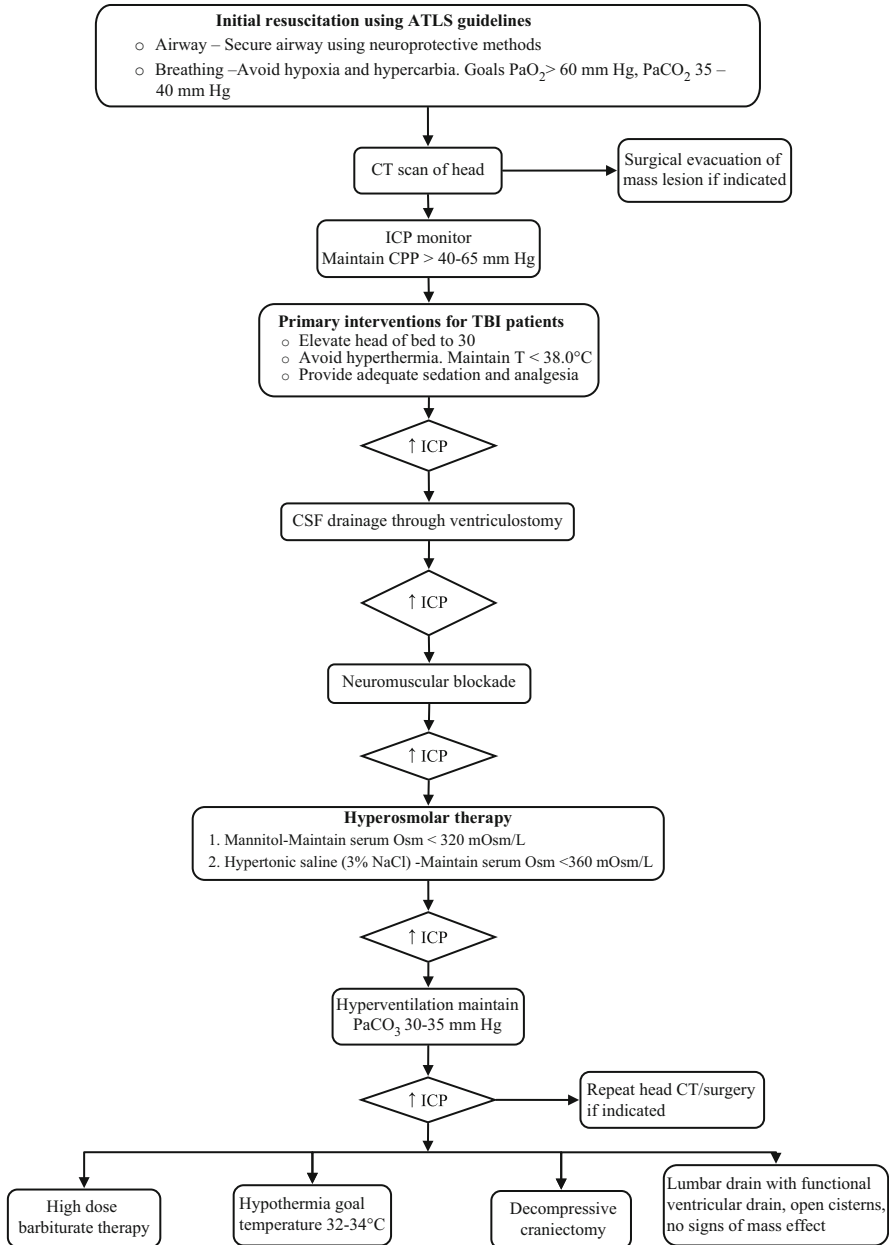 Initial resuscitation using ATLS guidelines
○ Airway – Secure airway using neuroprotective methods
○ Breathing –Avoid hypoxia and hypercarbia. Goals PaO2> 60 mm Hg, PaCO2 35 –
40 mm Hg
CT scan of head
Surgical evacuation of
mass lesion if indicated
ICP monitor
Maintain CPP > 40-65 mm Hg
Primary interventions for TBI patients
○ Elevate head of bed to 30
○ Avoid hyperthermia. Maintain T < 38.0°C
○ Provide adequate sedation and analgesia
↑ ICP
CSF drainage through ventriculostomy
↑ ICP
Neuromuscular blockade
↑ ICP
Hyperosmolar therapy
1. Mannitol-Maintain serum Osm < 320 mOsm/L
2. Hypertonic saline (3% NaCl) -Maintain serum Osm <360 mOsm/L
↑ ICP
Hyperventilation maintain
PaCO3 30-35 mm Hg
↑ ICP
Repeat head CT/surgery
if indicated
High dose
barbiturate therapy
Hypothermia goal
temperature 32-34°C
Decompressive
craniectomy
Lumbar drain with functional
ventricular drain, open cisterns,
no signs of mass effect